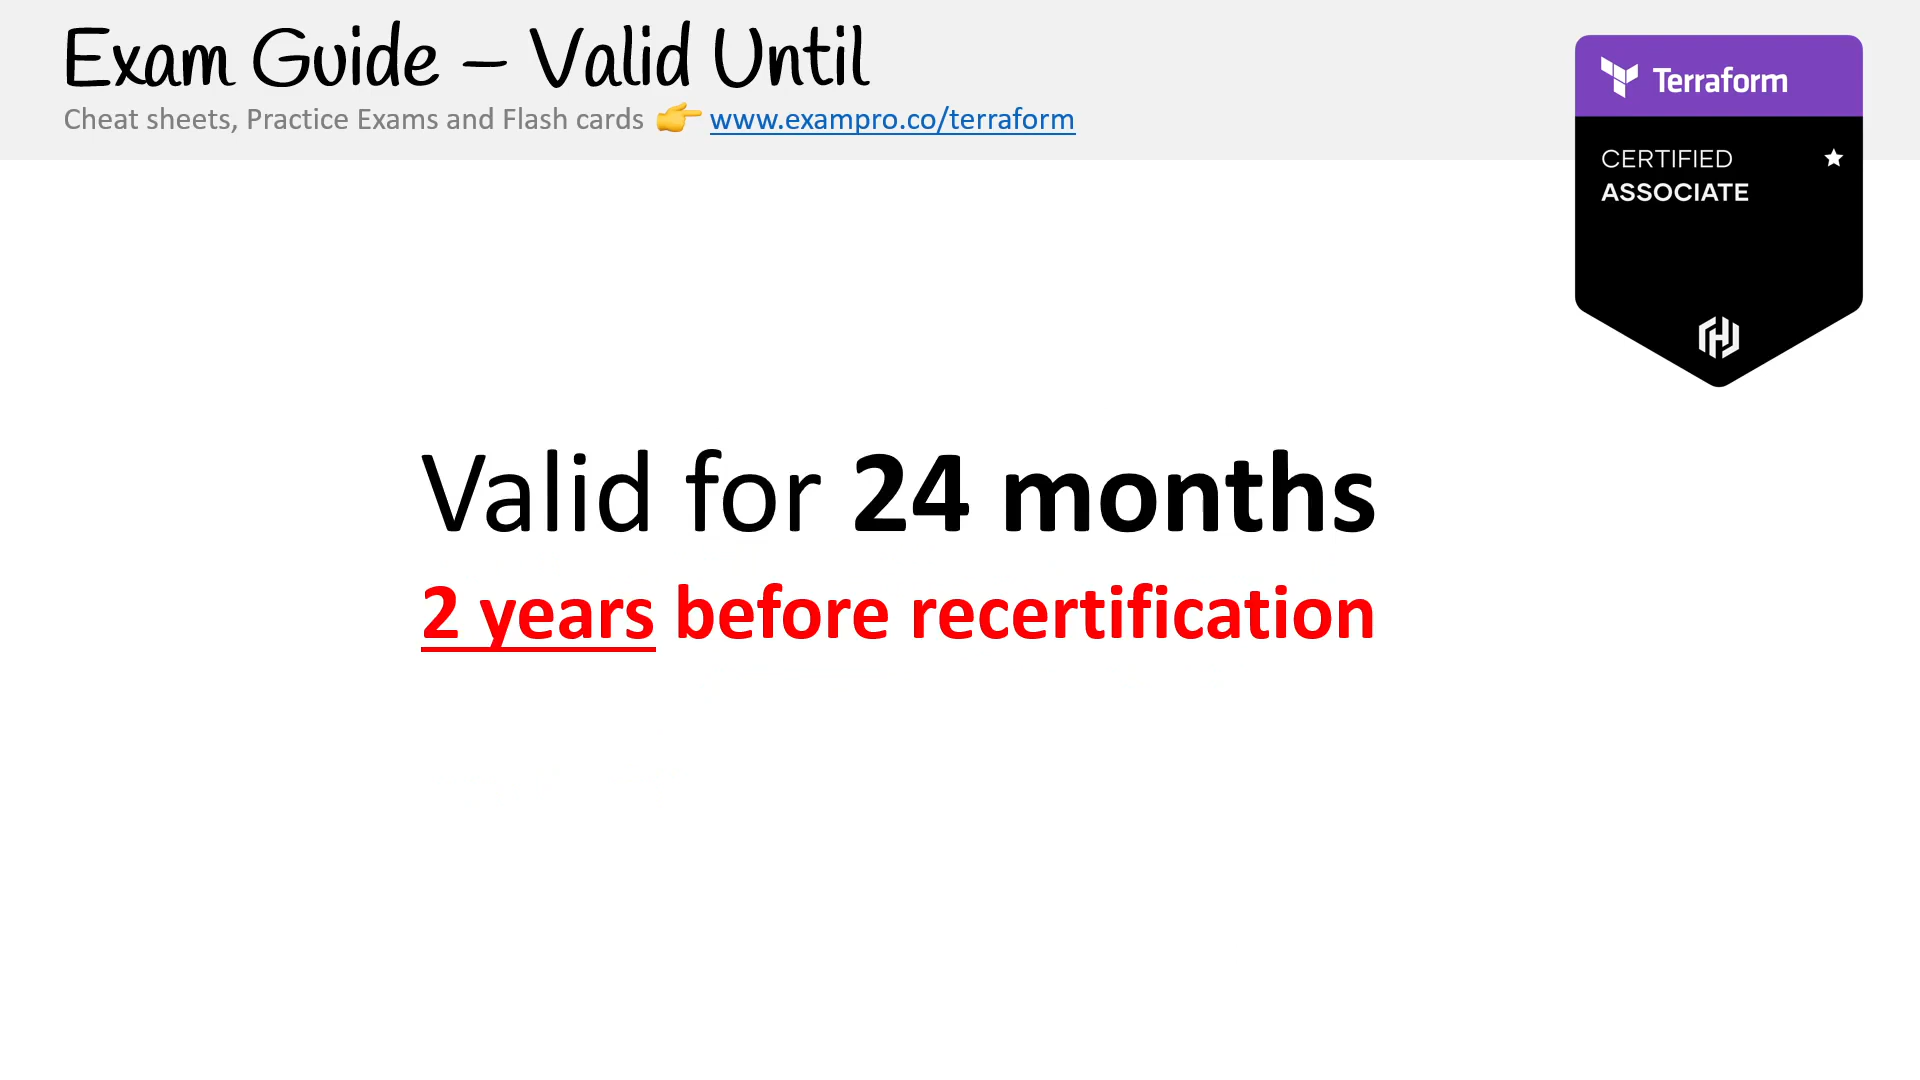 Exam Guide – Valid Until
Cheat sheets, Practice Exams and Flash cards 👉 www.exampro.co/terraform
Terraform
CERTIFIED
ASSOCIATE
Valid for 24 months
2 years before recertification